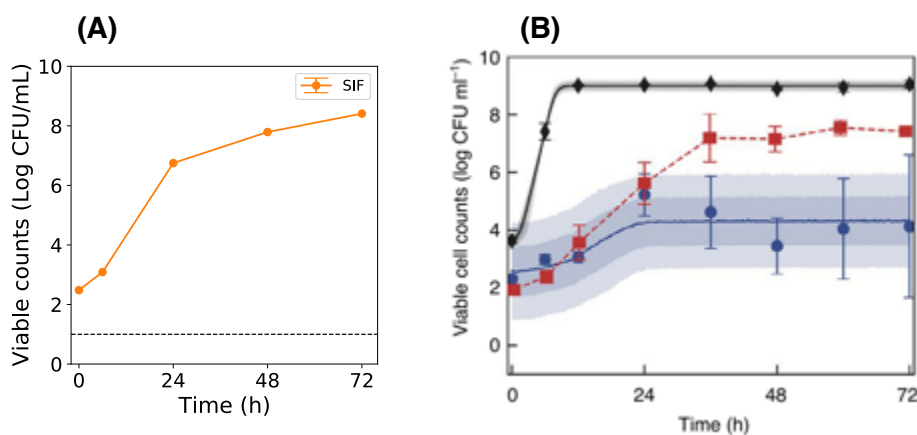 (A)
(B)
SIF
Viable counts (Log CFU/mL)
10
8
6
4
2
0
0 24 48 72
Time (h)
Viable cell counts (log CFU ml⁻¹)
10
8
6
4
2
0
0 24 48 72
Time (h)